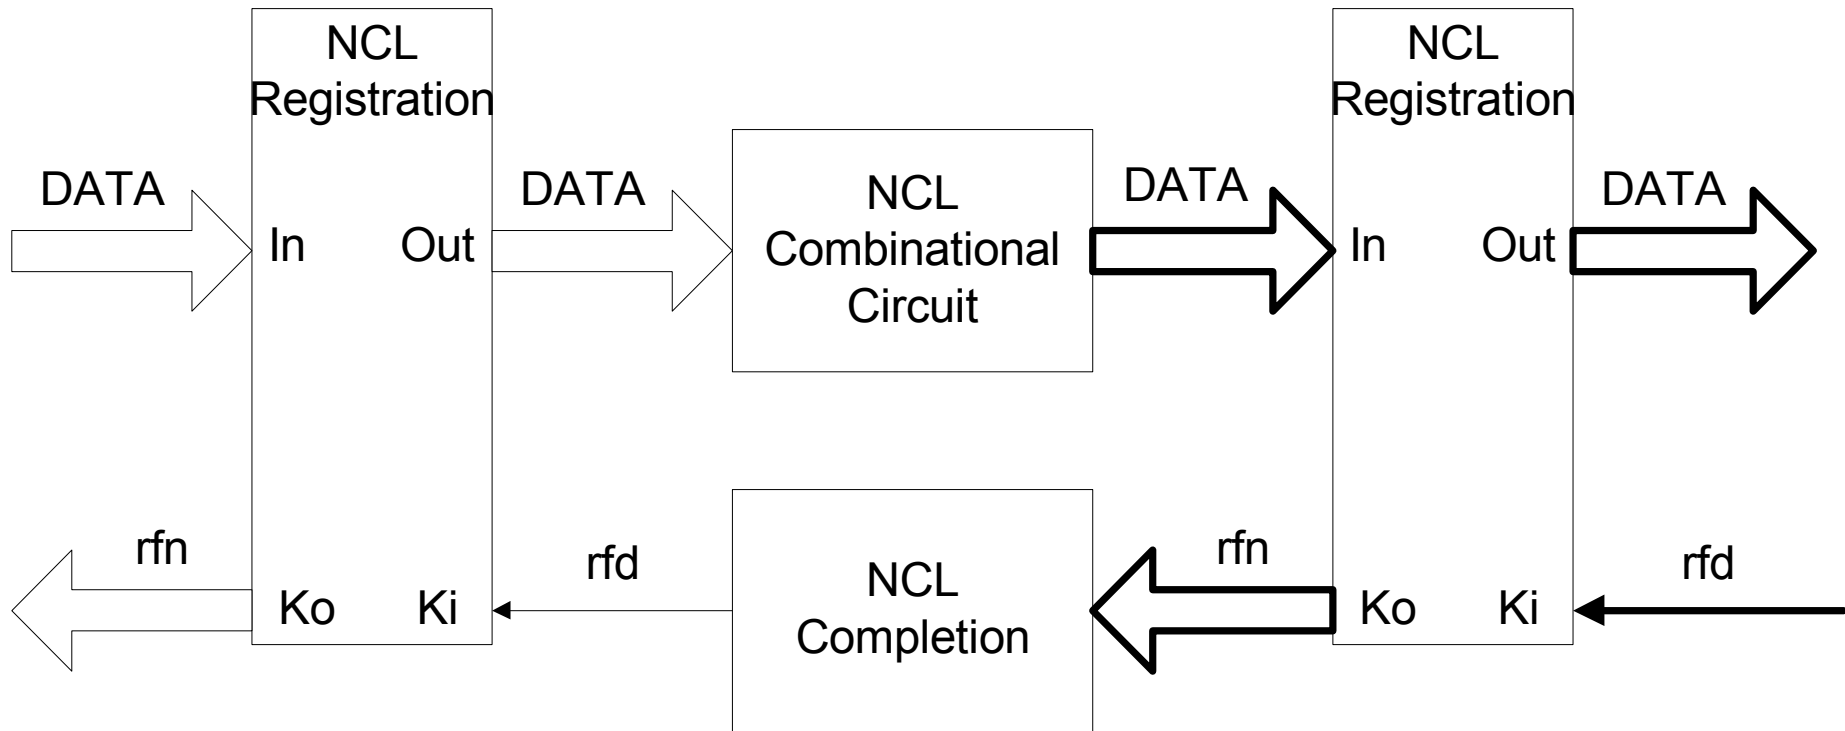 NCL
Registration
NCL
Registration
DATA
DATA
NCL
Combinational
Circuit
DATA
DATA
In
Out
In
Out
rfn
rfd
NCL
Completion
rfn
rfd
Ko
Ki
Ko
Ki